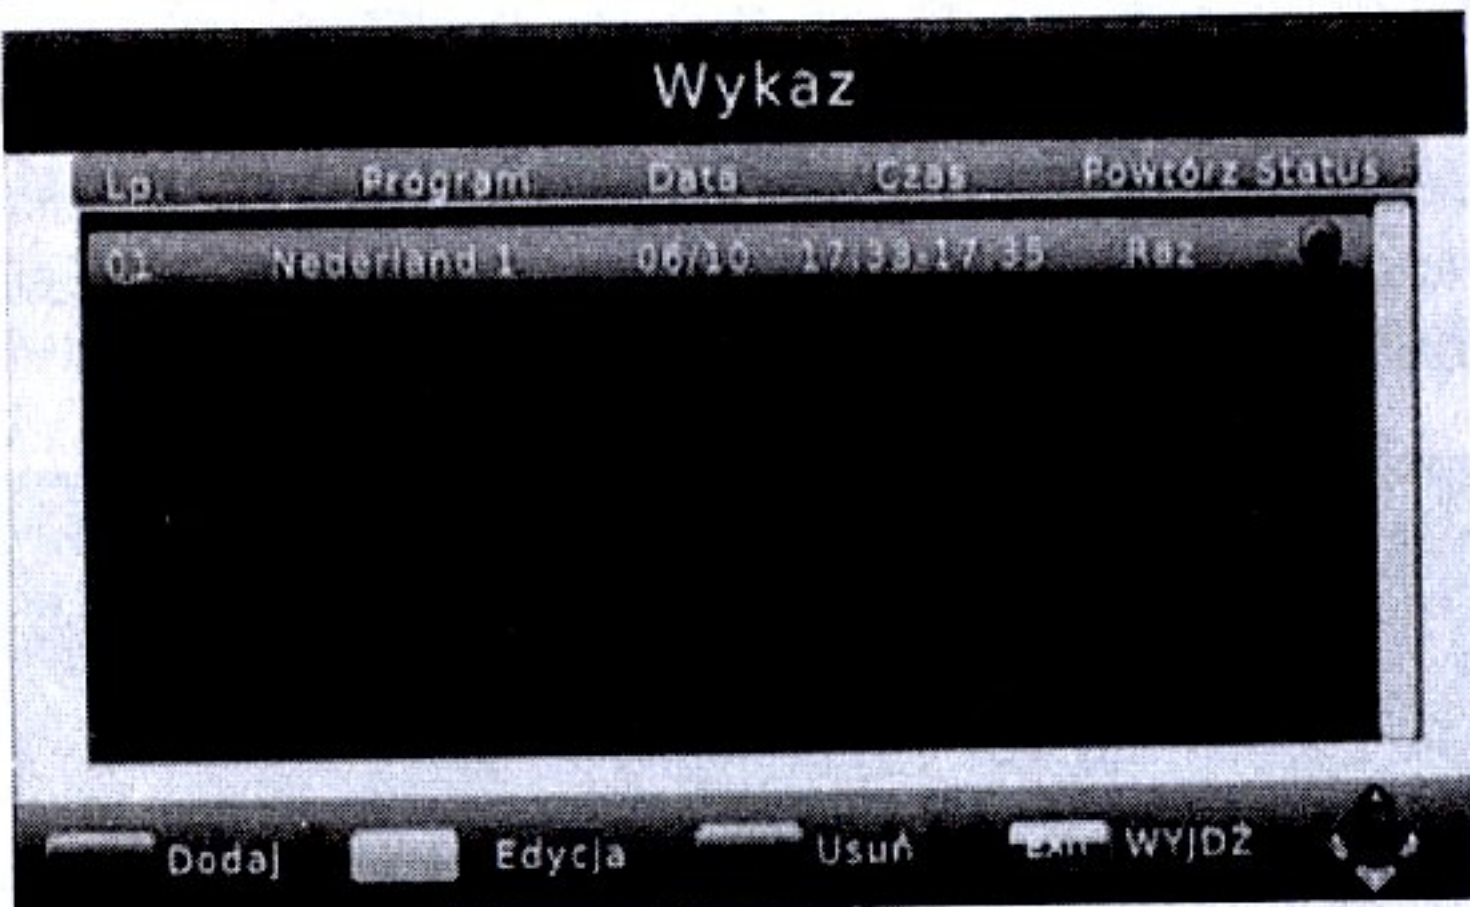 Wykaz
Lp. Program Data Czas Powtórz Status
01 Nederland 1 06/10 17:33-17:35 Raz
Dodaj Edycja Usuń EXIT WYJDŹ